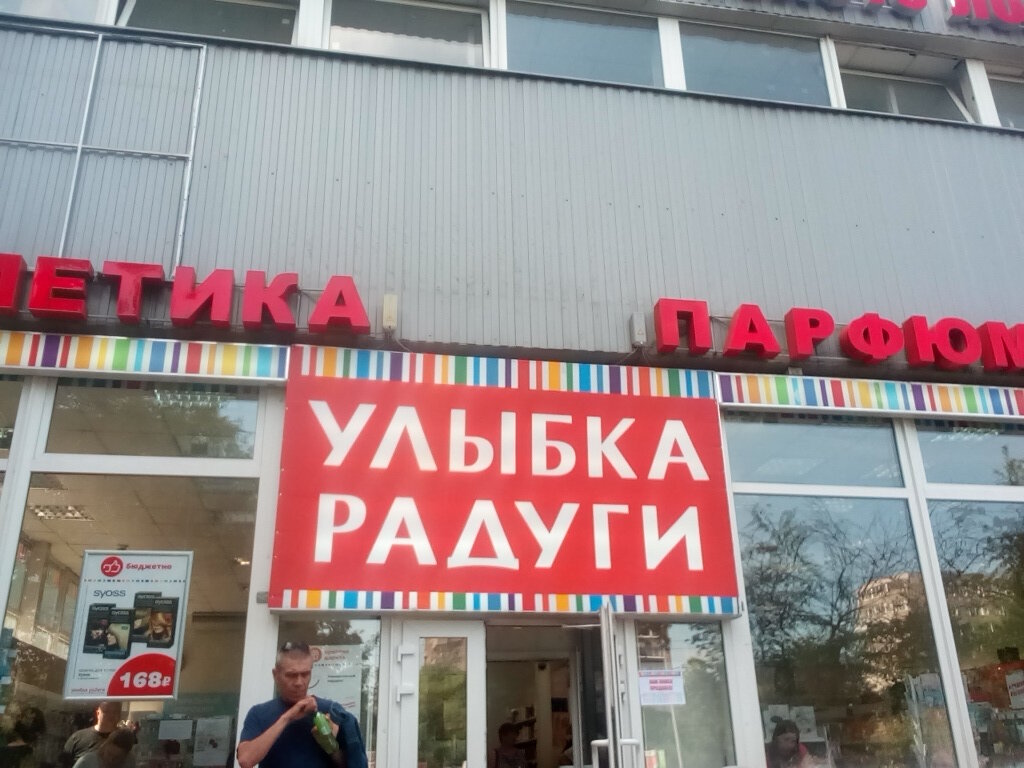 ЕТИКА
ПАРФЮМ
УЛЫБКА
РАДУГИ
бюджетно
syoss
168₽